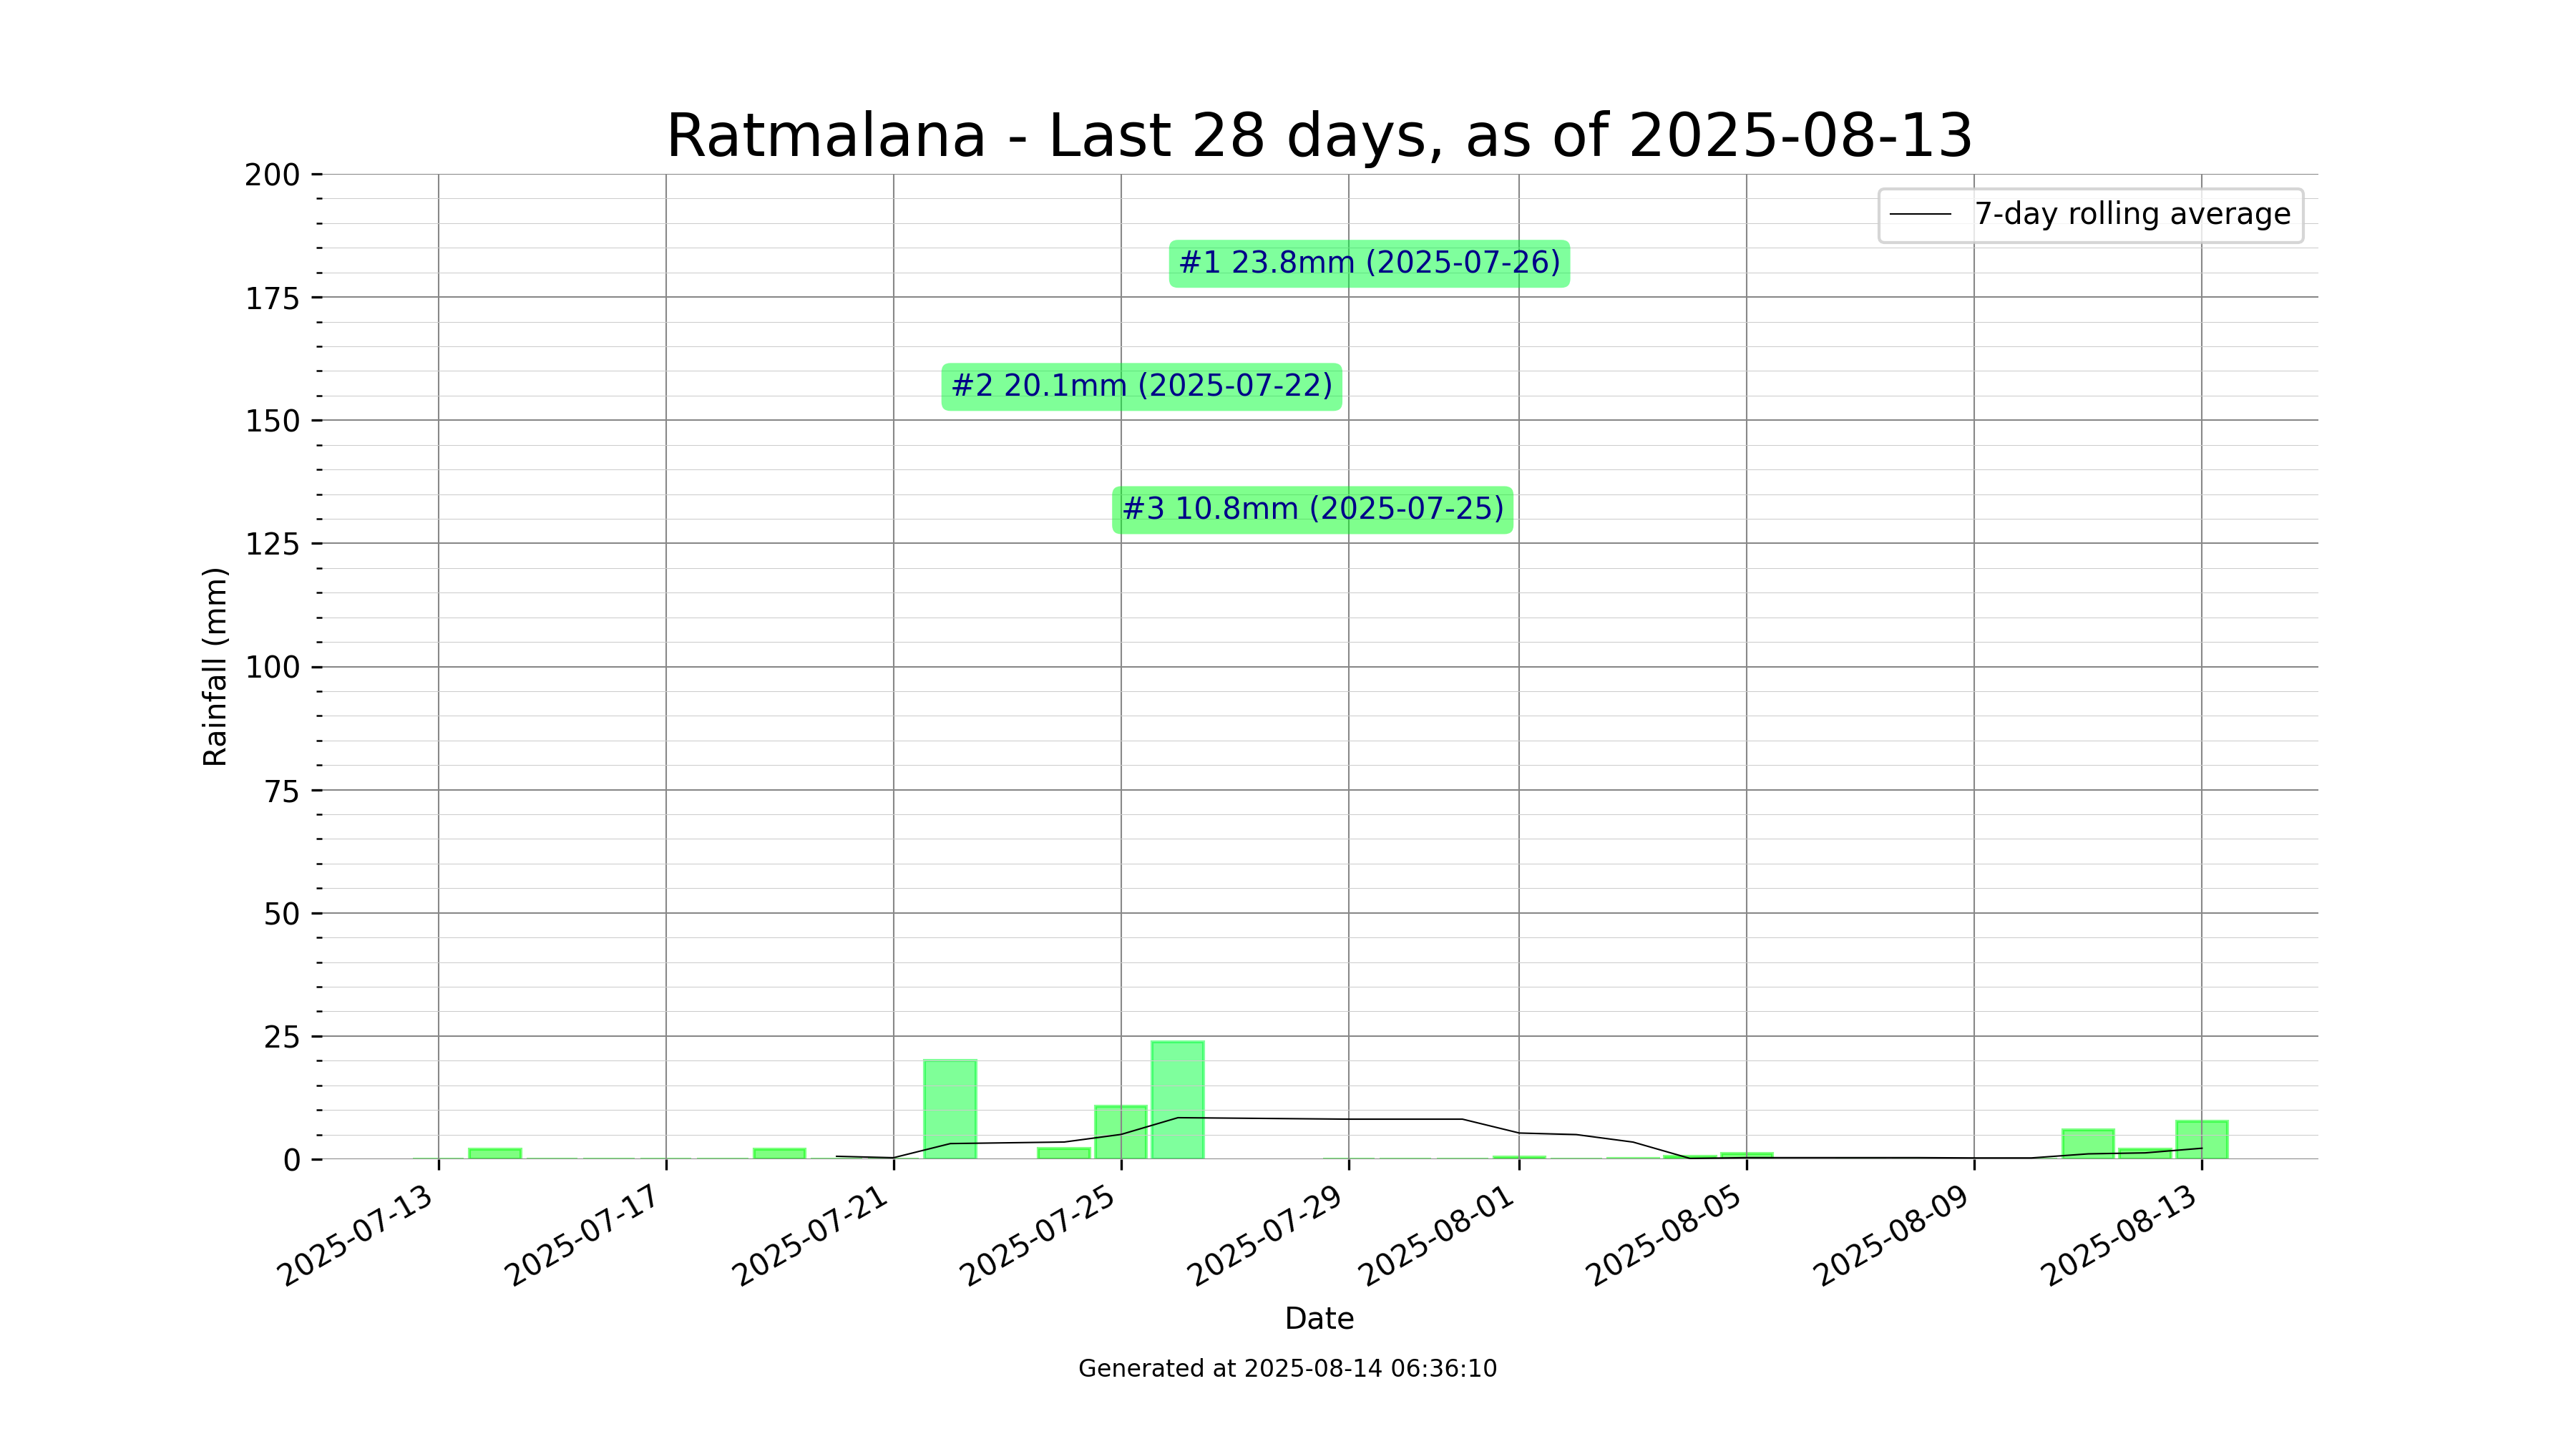 Ratmalana - Last 28 days, as of 2025-08-13
200
175
150
125
100
75
50
25
0
Rainfall (mm)
7-day rolling average
#1 23.8mm (2025-07-26)
#2 20.1mm (2025-07-22)
#3 10.8mm (2025-07-25)
2025-07-13
2025-07-17
2025-07-21
2025-07-25
2025-07-29
2025-08-01
2025-08-05
2025-08-09
2025-08-13
Date
Generated at 2025-08-14 06:36:10